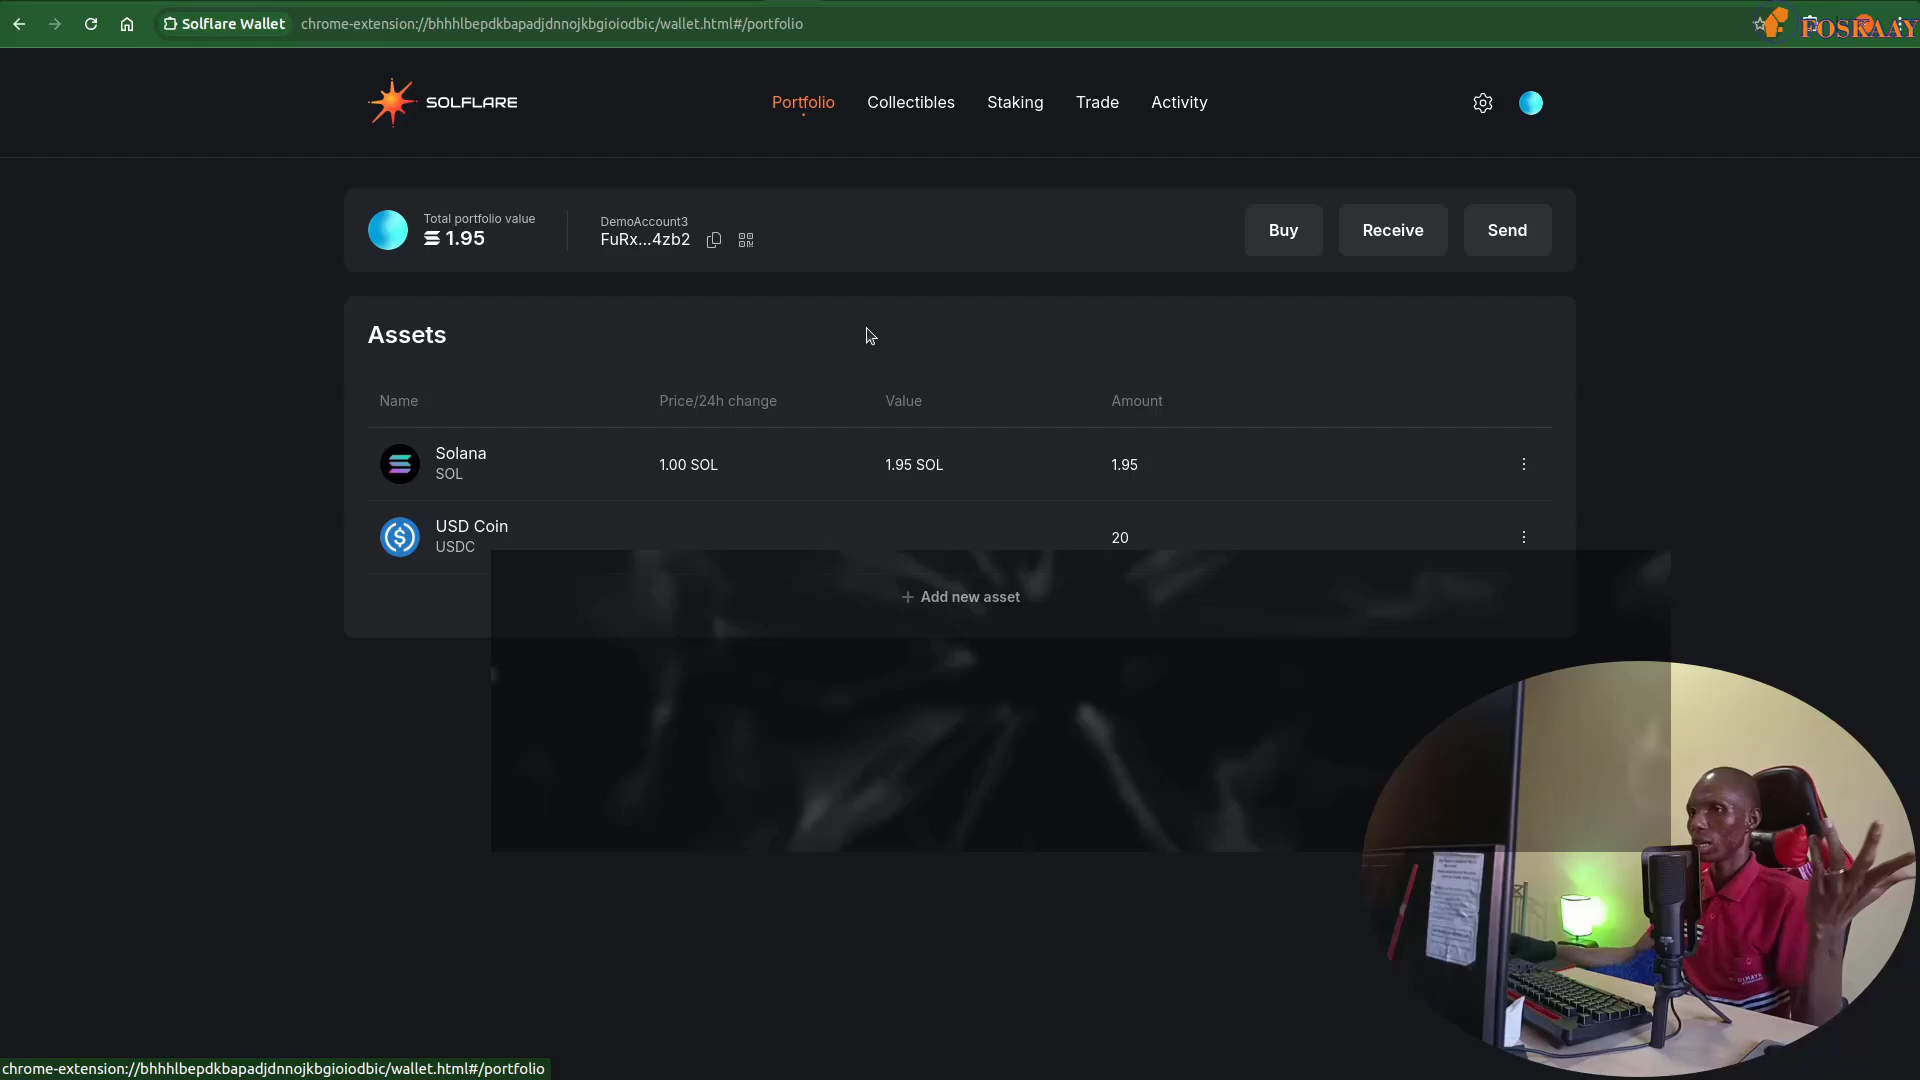 Solflare Wallet chrome-extension://bhhhlbepdkbapadjdnnojkbgioiodbic/wallet.html#/portfolio
FOSKAAY
SOLFLARE
Portfolio Collectibles Staking Trade Activity
Total portfolio value
1.95
DemoAccount3
FuRx...4zb2
Buy Receive Send
Assets
Name Price/24h change Value Amount
Solana
SOL
1.00 SOL 1.95 SOL 1.95
USD Coin
USDC
20
+ Add new asset
chrome-extension://bhhhlbepdkbapadjdnnojkbgioiodbic/wallet.html#/portfolio